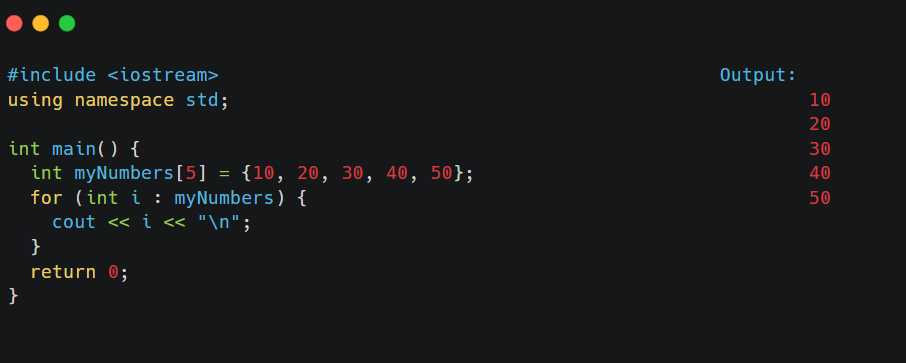 #include <iostream>
using namespace std;
int main() {
  int myNumbers[5] = {10, 20, 30, 40, 50};
  for (int i : myNumbers) {
    cout << i << "\n";
  }
  return 0;
}
Output:
10
20
30
40
50